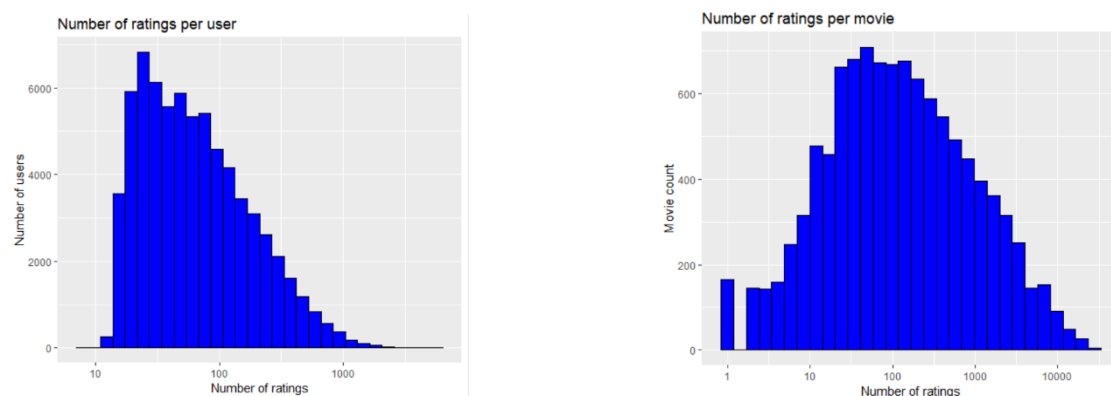 Number of ratings per user
Number of users
6000
4000
2000
0
10
100
1000
Number of ratings
Number of ratings per movie
Movie count
600
400
200
0
1
10
100
1000
10000
Number of ratings